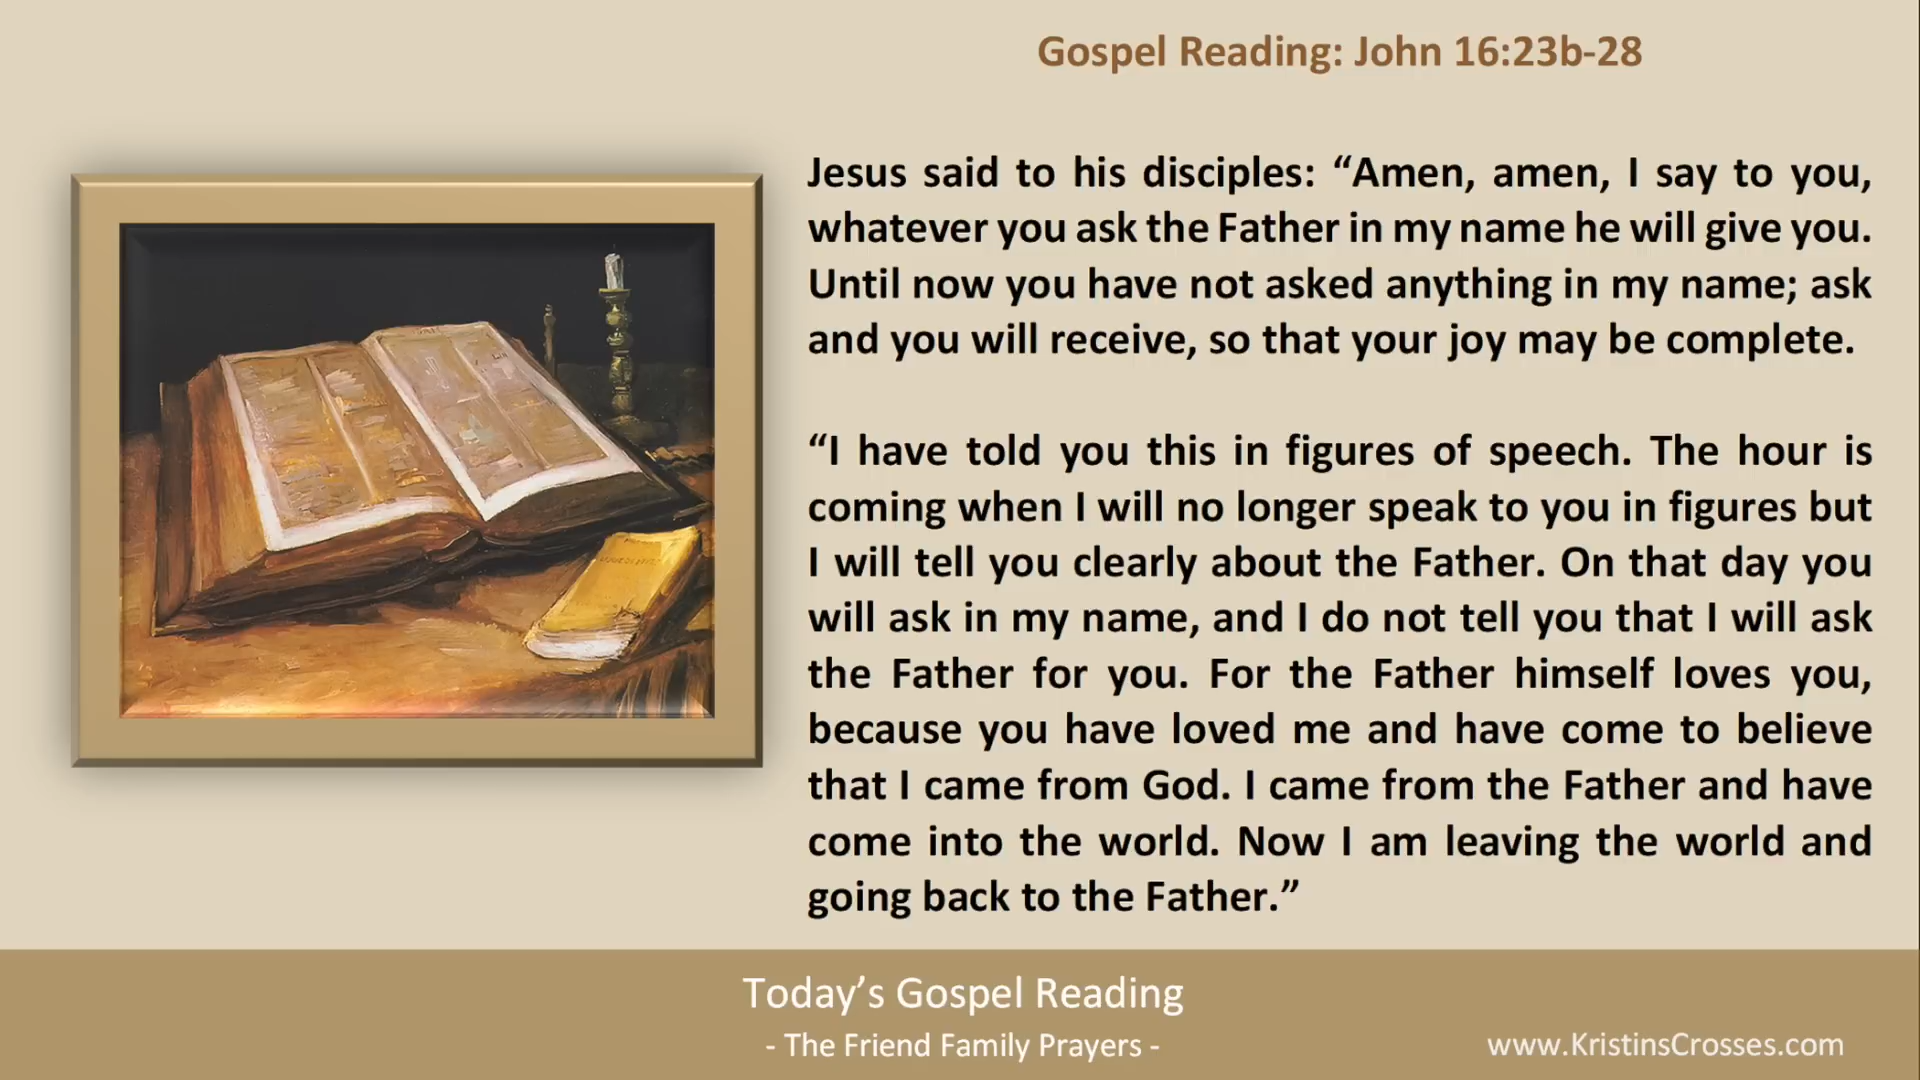 Gospel Reading: John 16:23b-28
Jesus said to his disciples: “Amen, amen, I say to you,
whatever you ask the Father in my name he will give you.
Until now you have not asked anything in my name; ask
and you will receive, so that your joy may be complete.
“I have told you this in figures of speech. The hour is
coming when I will no longer speak to you in figures but
I will tell you clearly about the Father. On that day you
will ask in my name, and I do not tell you that I will ask
the Father for you. For the Father himself loves you,
because you have loved me and have come to believe
that I came from God. I came from the Father and have
come into the world. Now I am leaving the world and
going back to the Father.”
Today’s Gospel Reading
- The Friend Family Prayers -
www.KristinsCrosses.com